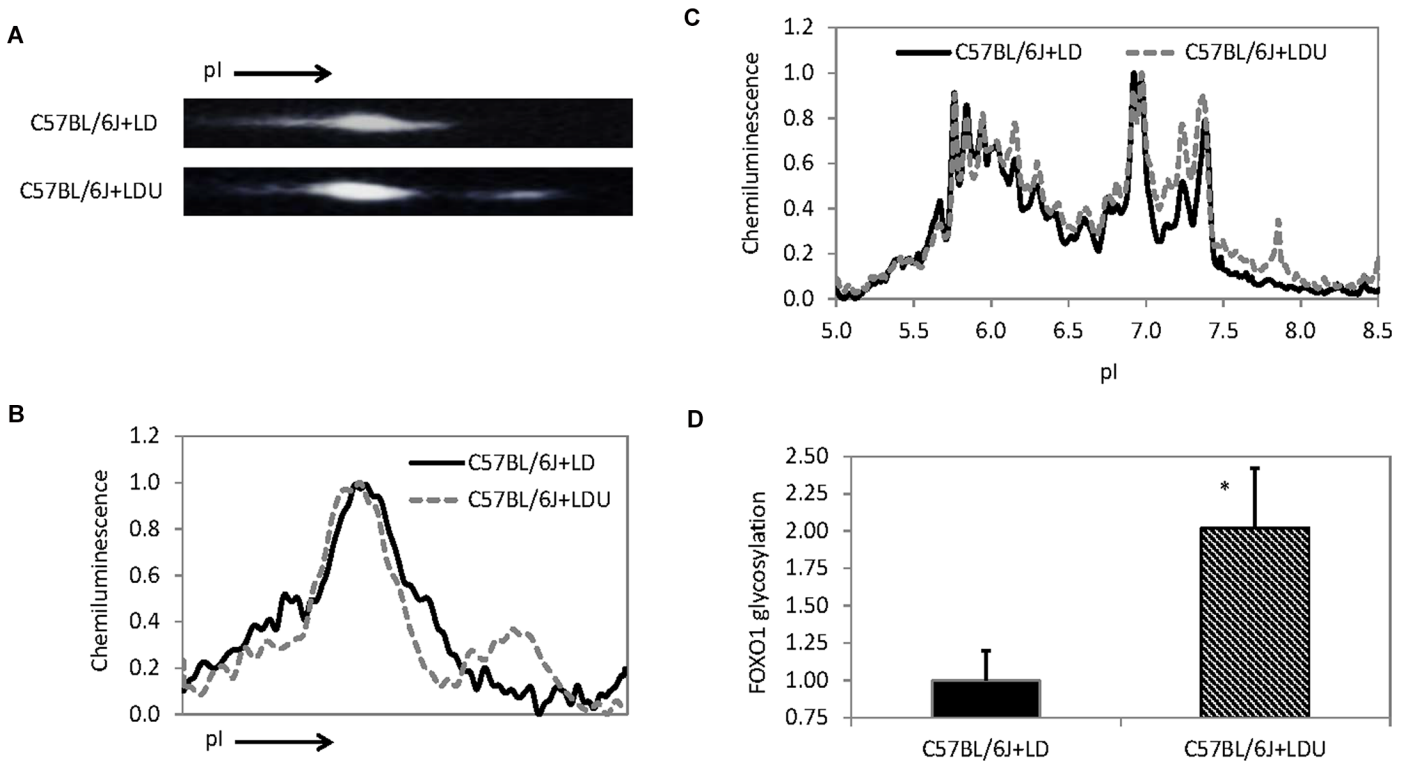 A
pI
C57BL/6J+LD
C57BL/6J+LDU
B
Chemiluminescence
1.2
1.0
0.8
0.6
0.4
0.2
0.0
C57BL/6J+LD
C57BL/6J+LDU
pI
C
Chemiluminescence
1.2
1.0
0.8
0.6
0.4
0.2
0.0
C57BL/6J+LD C57BL/6J+LDU
5.0 5.5 6.0 6.5 7.0 7.5 8.0 8.5
pI
D
FOXO1 glycosylation
2.50
2.25
2.00
1.75
1.50
1.25
1.00
0.75
*
C57BL/6J+LD C57BL/6J+LDU